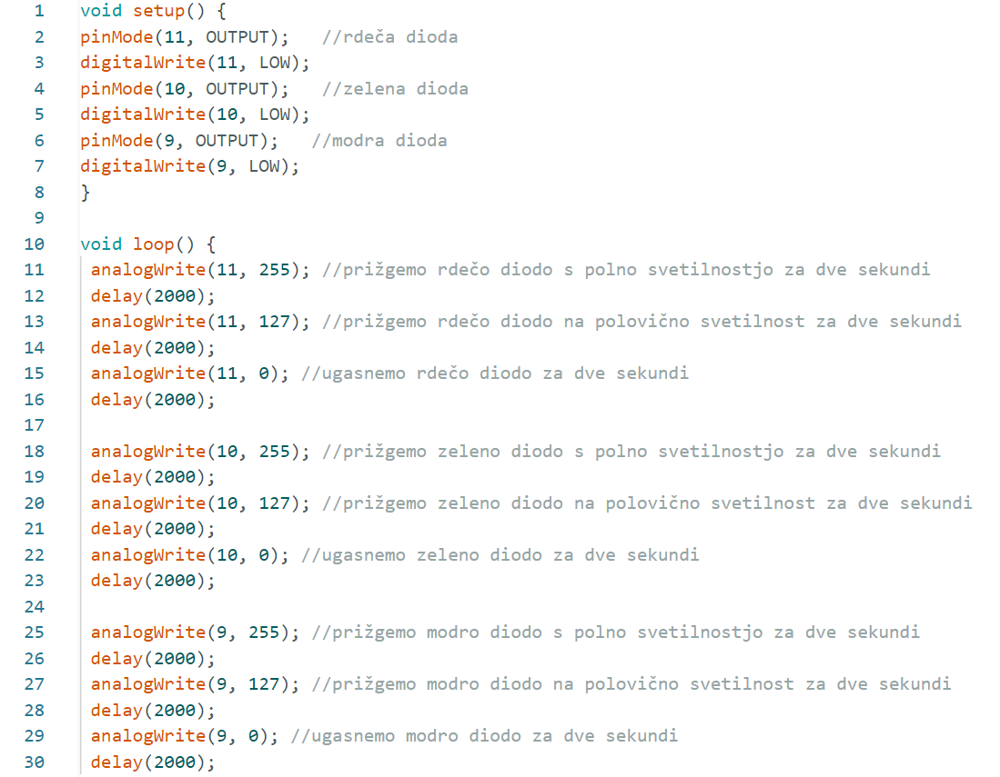 1 void setup() {
2 pinMode(11, OUTPUT); //rdeča dioda
3 digitalWrite(11, LOW);
4 pinMode(10, OUTPUT); //zelena dioda
5 digitalWrite(10, LOW);
6 pinMode(9, OUTPUT); //modra dioda
7 digitalWrite(9, LOW);
8 }
9
10 void loop() {
11 analogWrite(11, 255); //prižgemo rdečo diodo s polno svetilnostjo za dve sekundi
12 delay(2000);
13 analogWrite(11, 127); //prižgemo rdečo diodo na polovično svetilnost za dve sekundi
14 delay(2000);
15 analogWrite(11, 0); //ugasnemo rdečo diodo za dve sekundi
16 delay(2000);
17
18 analogWrite(10, 255); //prižgemo zeleno diodo s polno svetilnostjo za dve sekundi
19 delay(2000);
20 analogWrite(10, 127); //prižgemo zeleno diodo na polovično svetilnost za dve sekundi
21 delay(2000);
22 analogWrite(10, 0); //ugasnemo zeleno diodo za dve sekundi
23 delay(2000);
24
25 analogWrite(9, 255); //prižgemo modro diodo s polno svetilnostjo za dve sekundi
26 delay(2000);
27 analogWrite(9, 127); //prižgemo modro diodo na polovično svetilnost za dve sekundi
28 delay(2000);
29 analogWrite(9, 0); //ugasnemo modro diodo za dve sekundi
30 delay(2000);